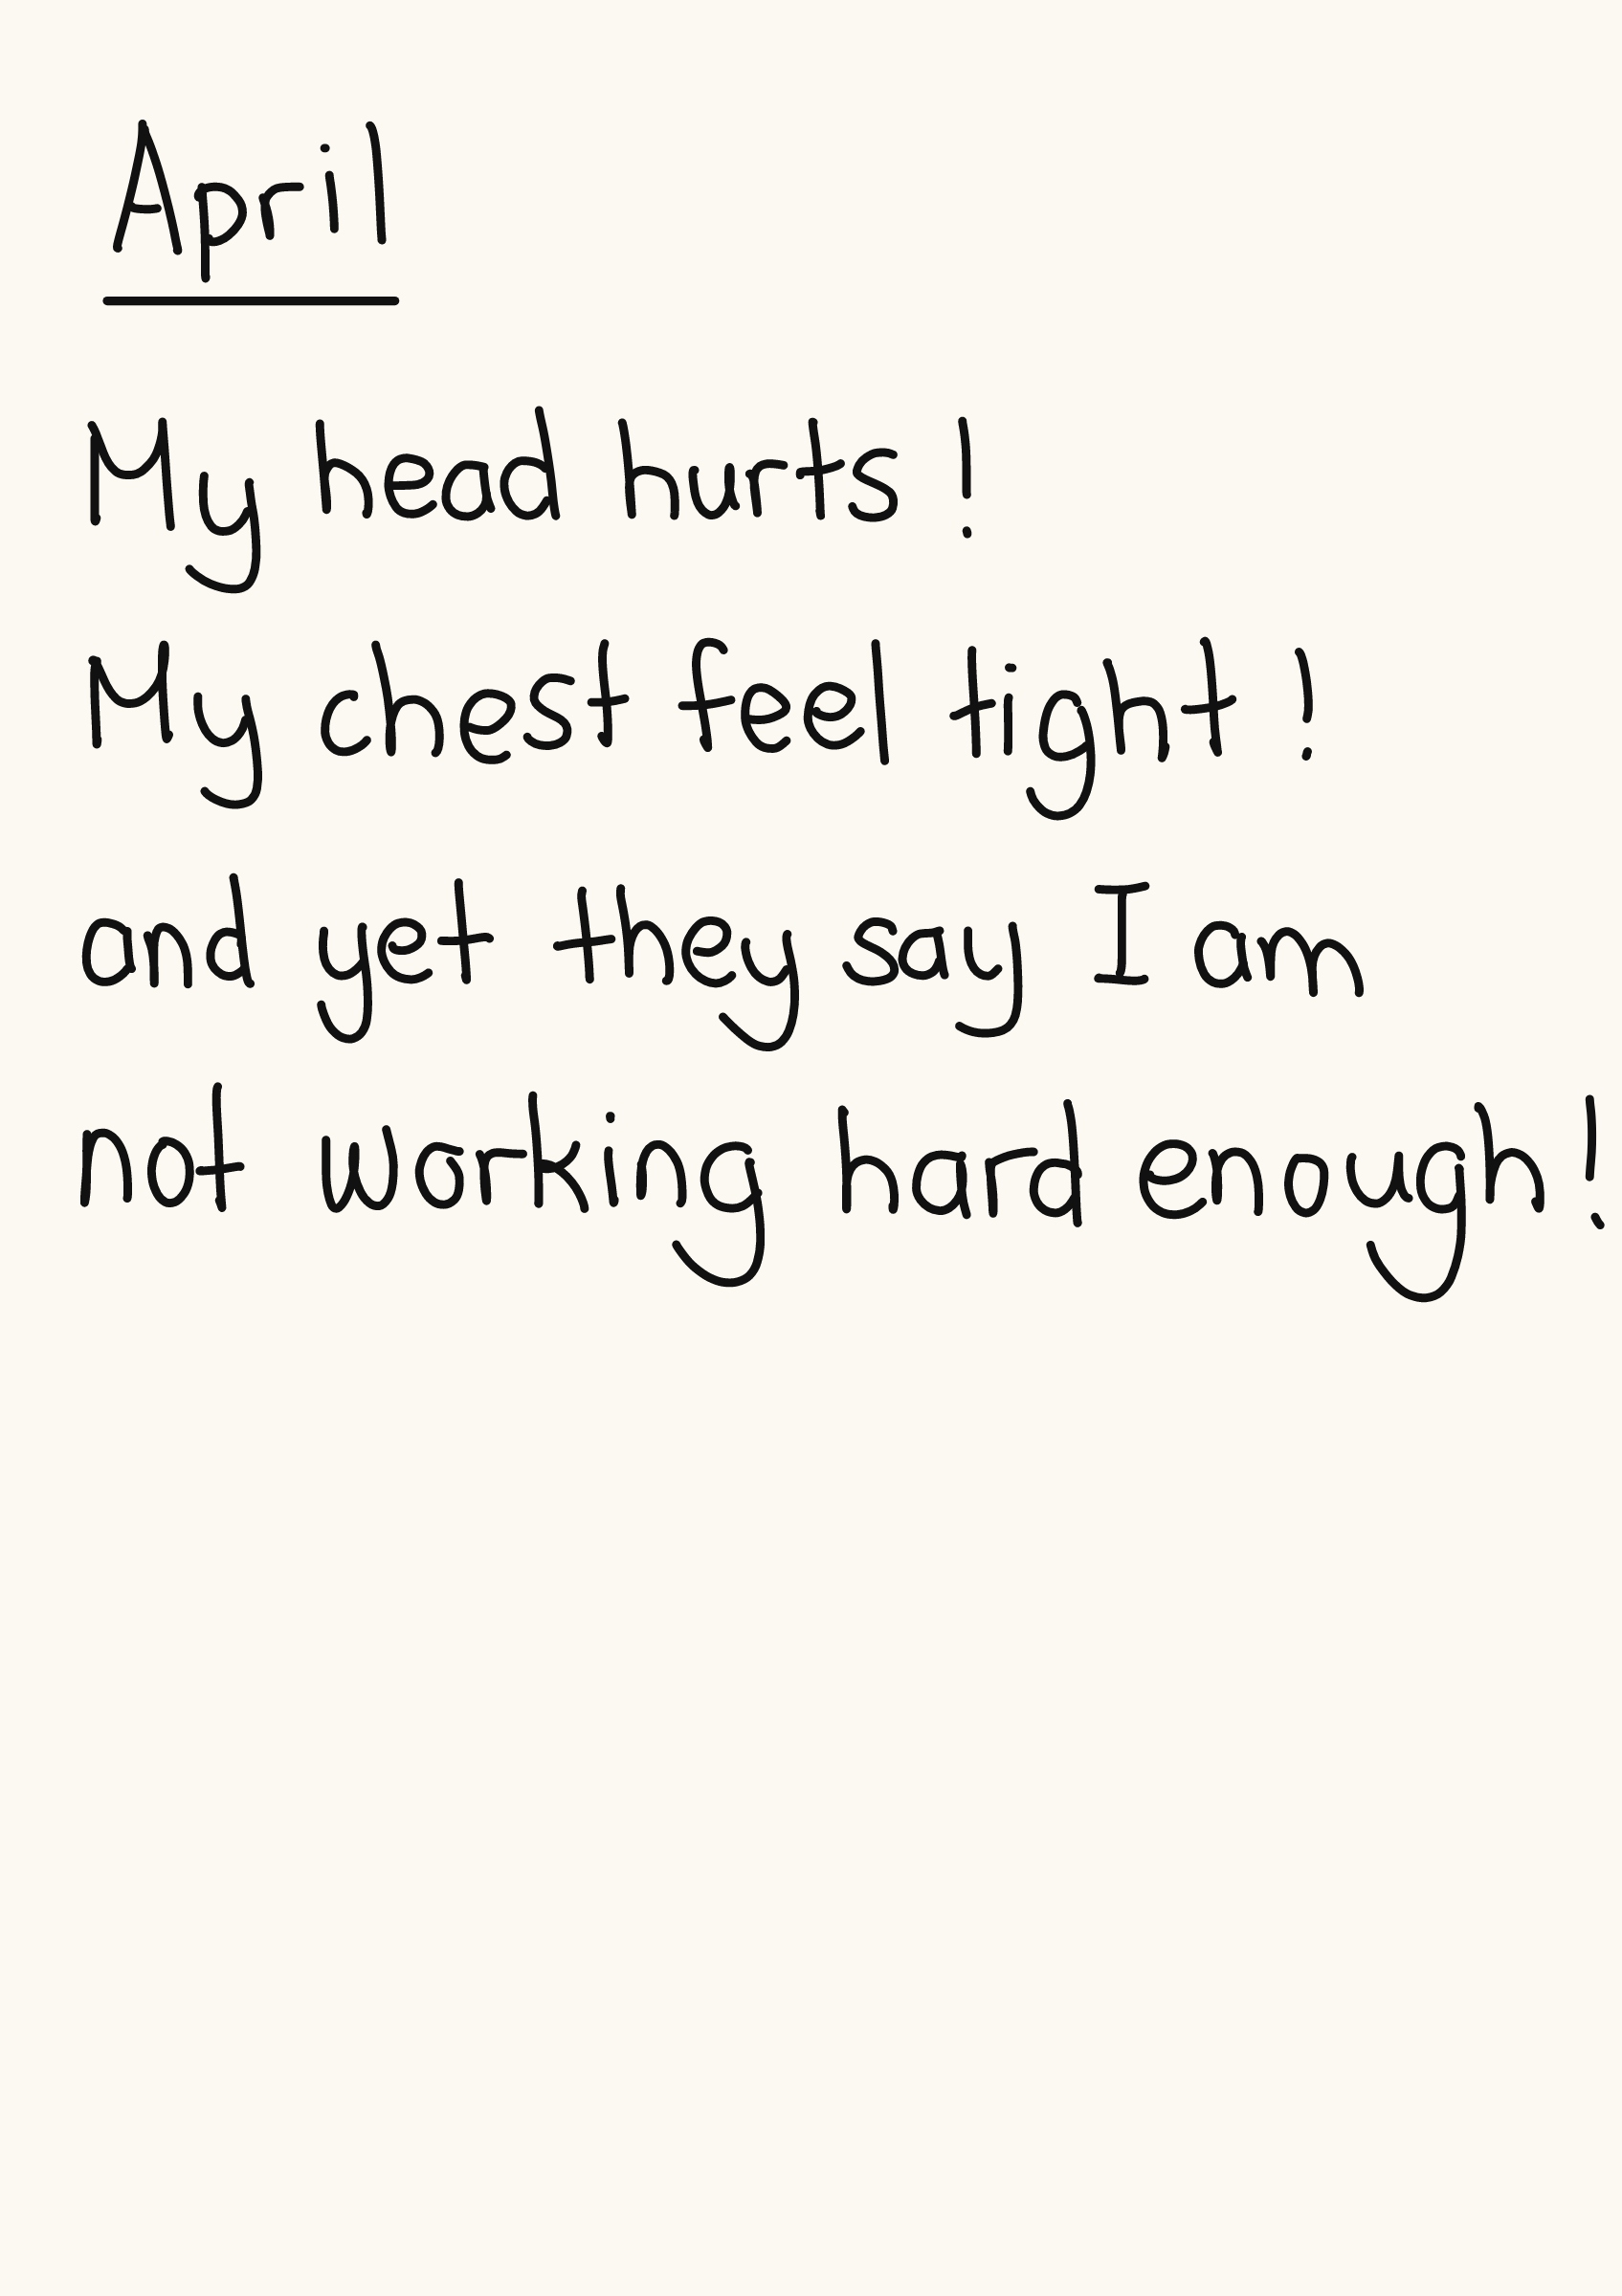 April
My head hurts !
My chest feel tight !
and yet they say I am
not working hard enough!